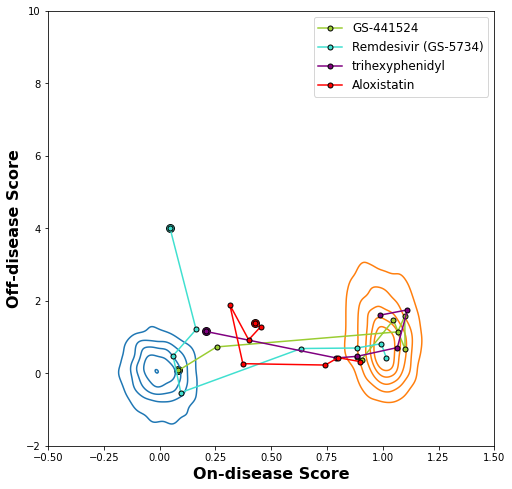 GS-441524
Remdesivir (GS-5734)
trihexyphenidyl
Aloxistatin
Off-disease Score
10
8
6
4
2
0
−2
−0.50 −0.25 0.00 0.25 0.50 0.75 1.00 1.25 1.50
On-disease Score